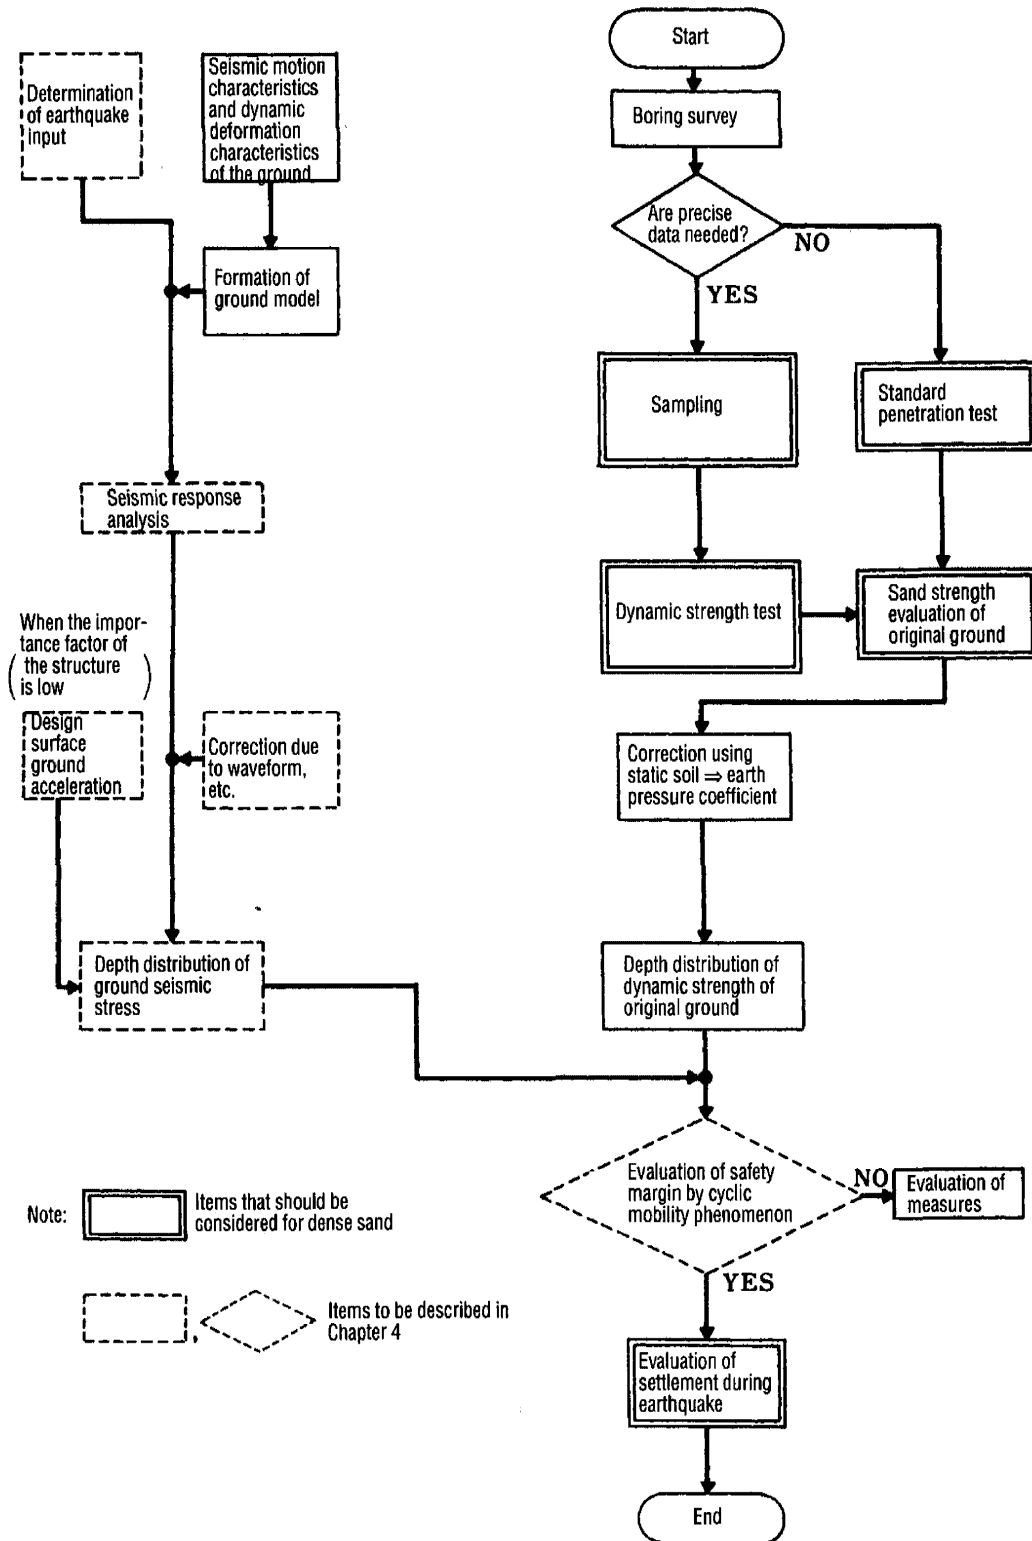 Start
Boring survey
Are precise
data needed?
NO
YES
Sampling
Standard
penetration test
Dynamic strength test
Sand strength
evaluation of
original ground
Correction using
static soil ⇒ earth
pressure coefficient
Depth distribution of
dynamic strength of
original ground
Determination
of earthquake
input
Seismic motion
characteristics
and dynamic
deformation
characteristics
of the ground
Formation of
ground model
Seismic response
analysis
When the impor-
tance factor of
( the structure )
is low
Design
surface
ground
acceleration
Correction due
to waveform,
etc.
Depth distribution of
ground seismic
stress
Evaluation of safety
margin by cyclic
mobility phenomenon
NO
Evaluation of
measures
YES
Evaluation of
settlement during
earthquake
End
Note:
Items that should be
considered for dense sand
,
Items to be described in
Chapter 4